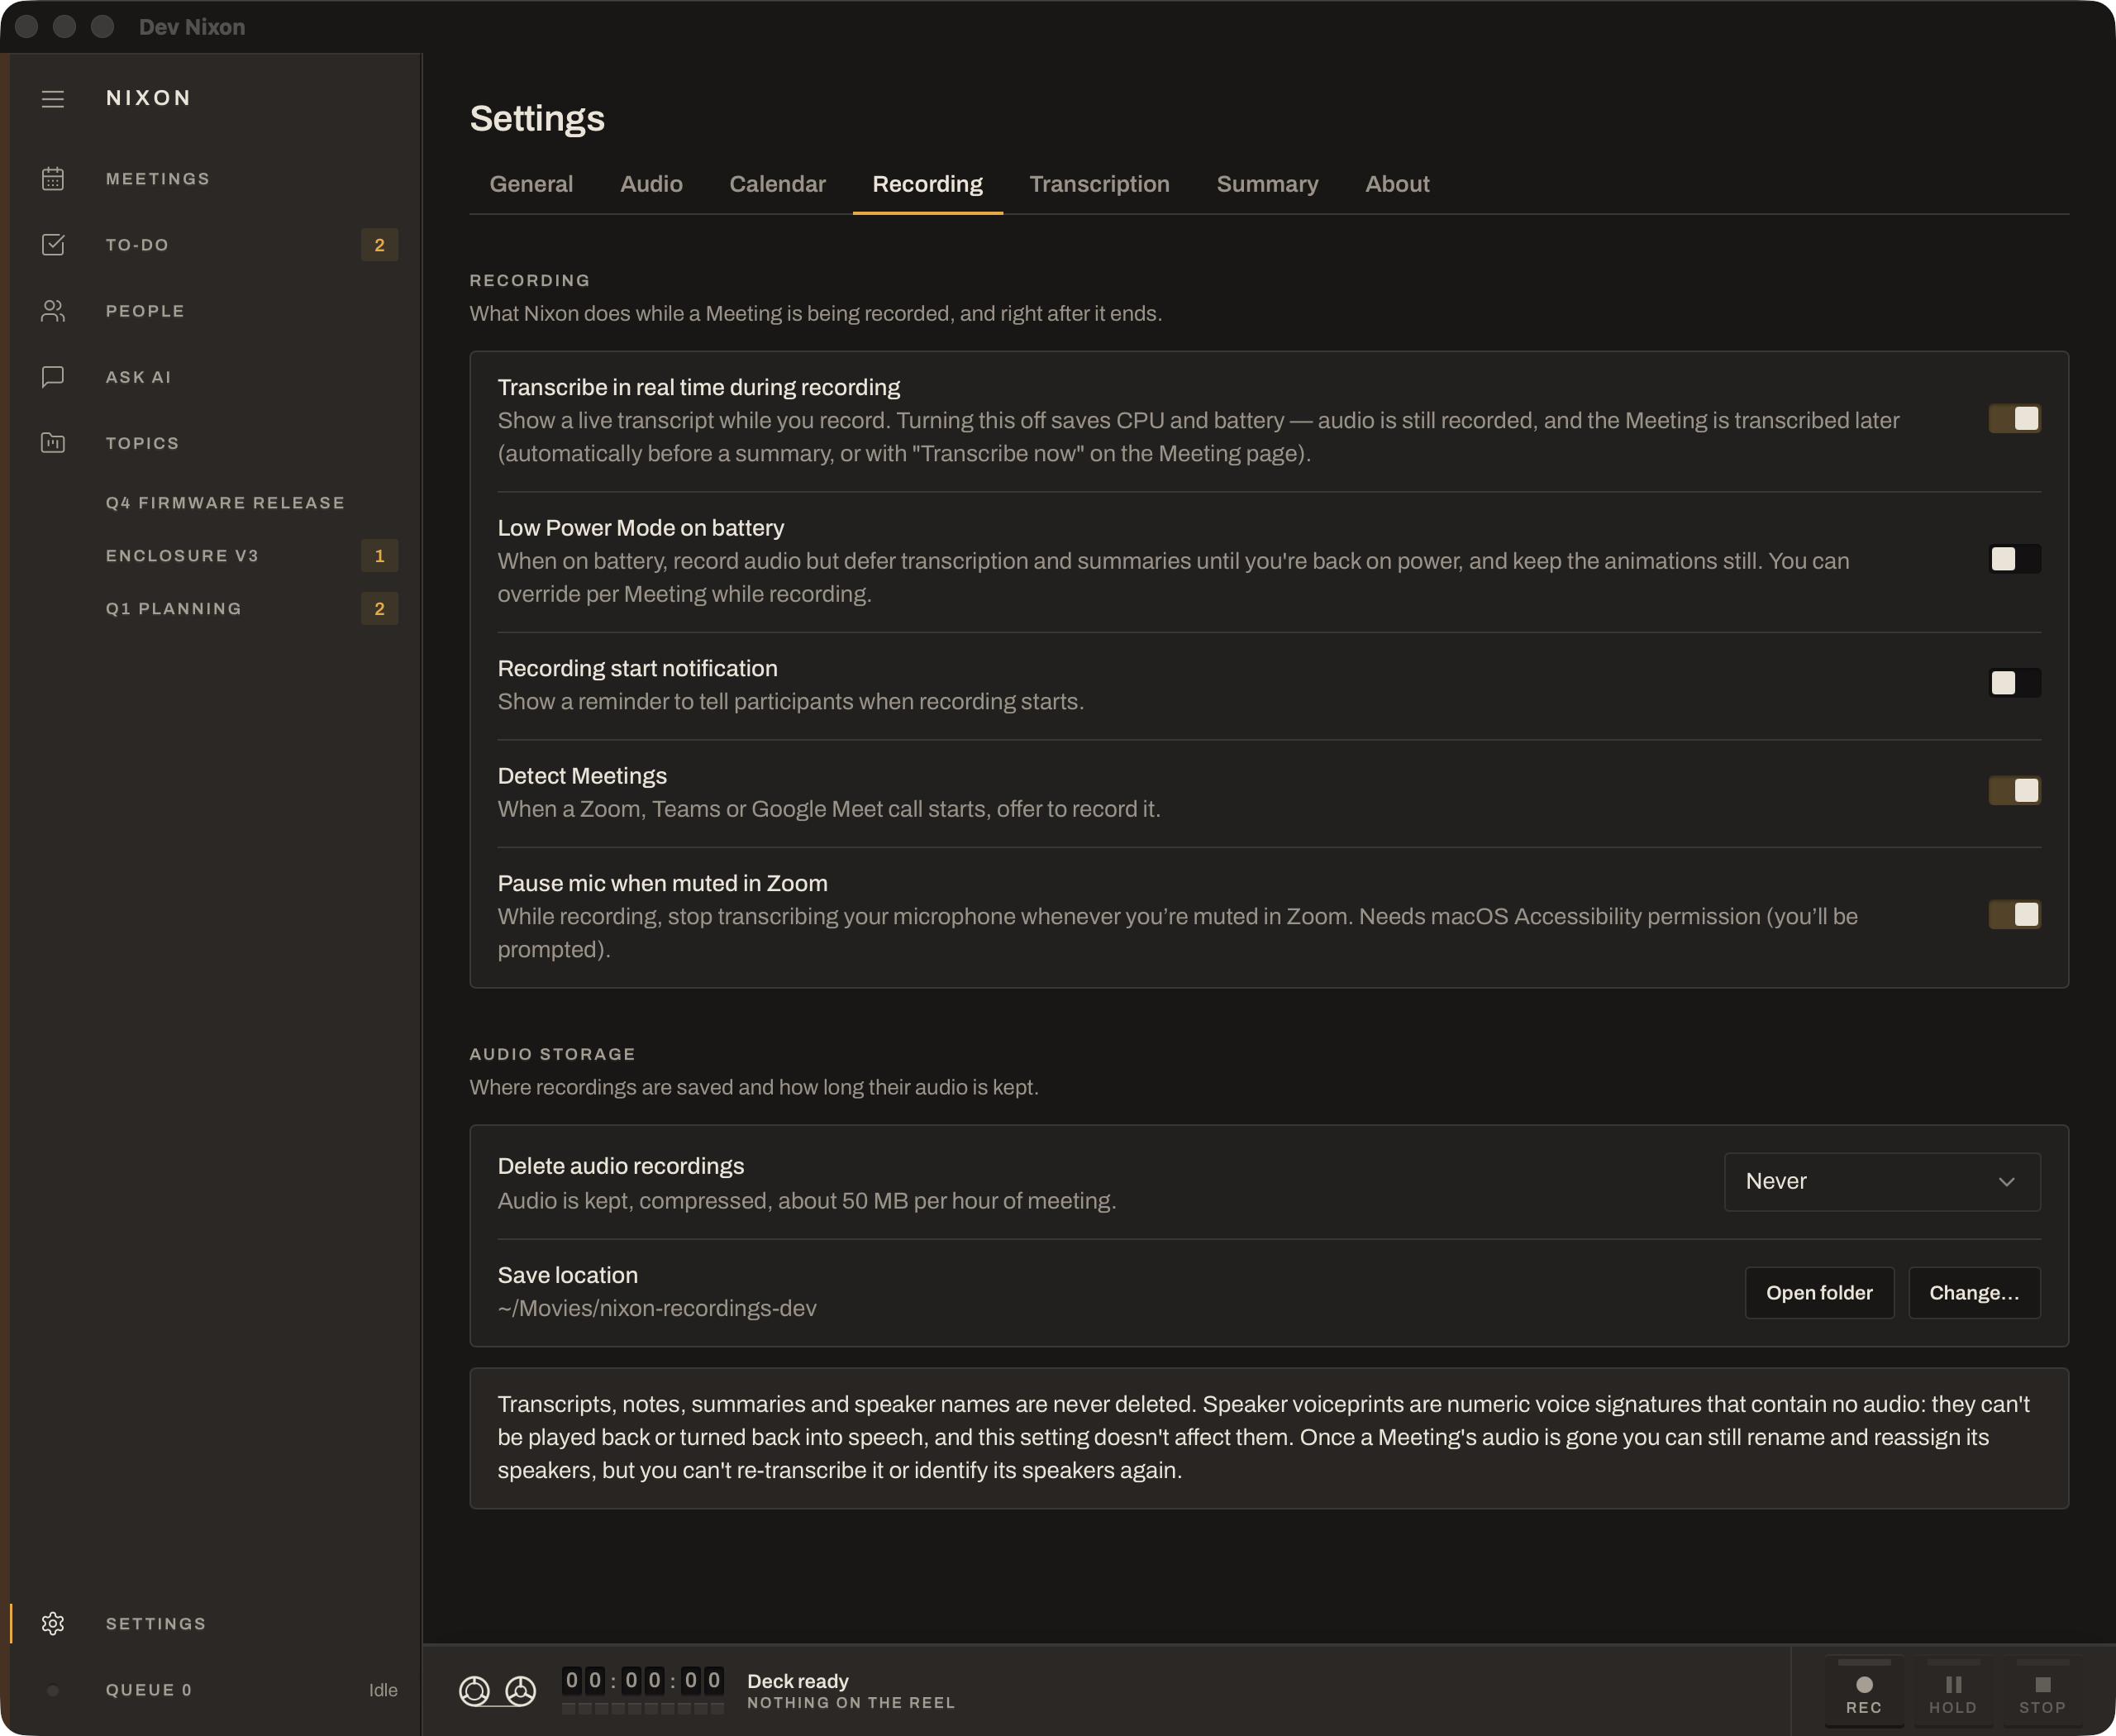 Dev Nixon
NIXON
MEETINGS
TO-DO 2
PEOPLE
ASK AI
TOPICS
Q4 FIRMWARE RELEASE
ENCLOSURE V3 1
Q1 PLANNING 2
SETTINGS
QUEUE 0 Idle
Settings
General Audio Calendar Recording Transcription Summary About
RECORDING
What Nixon does while a Meeting is being recorded, and right after it ends.
Transcribe in real time during recording
Show a live transcript while you record. Turning this off saves CPU and battery — audio is still recorded, and the Meeting is transcribed later
(automatically before a summary, or with "Transcribe now" on the Meeting page).
Low Power Mode on battery
When on battery, record audio but defer transcription and summaries until you're back on power, and keep the animations still. You can
override per Meeting while recording.
Recording start notification
Show a reminder to tell participants when recording starts.
Detect Meetings
When a Zoom, Teams or Google Meet call starts, offer to record it.
Pause mic when muted in Zoom
While recording, stop transcribing your microphone whenever you’re muted in Zoom. Needs macOS Accessibility permission (you’ll be
prompted).
AUDIO STORAGE
Where recordings are saved and how long their audio is kept.
Delete audio recordings
Audio is kept, compressed, about 50 MB per hour of meeting.
Never
Save location
~/Movies/nixon-recordings-dev
Open folder Change...
Transcripts, notes, summaries and speaker names are never deleted. Speaker voiceprints are numeric voice signatures that contain no audio: they can't
be played back or turned back into speech, and this setting doesn't affect them. Once a Meeting's audio is gone you can still rename and reassign its
speakers, but you can't re-transcribe it or identify its speakers again.
00:00:00
Deck ready
NOTHING ON THE REEL
REC HOLD STOP